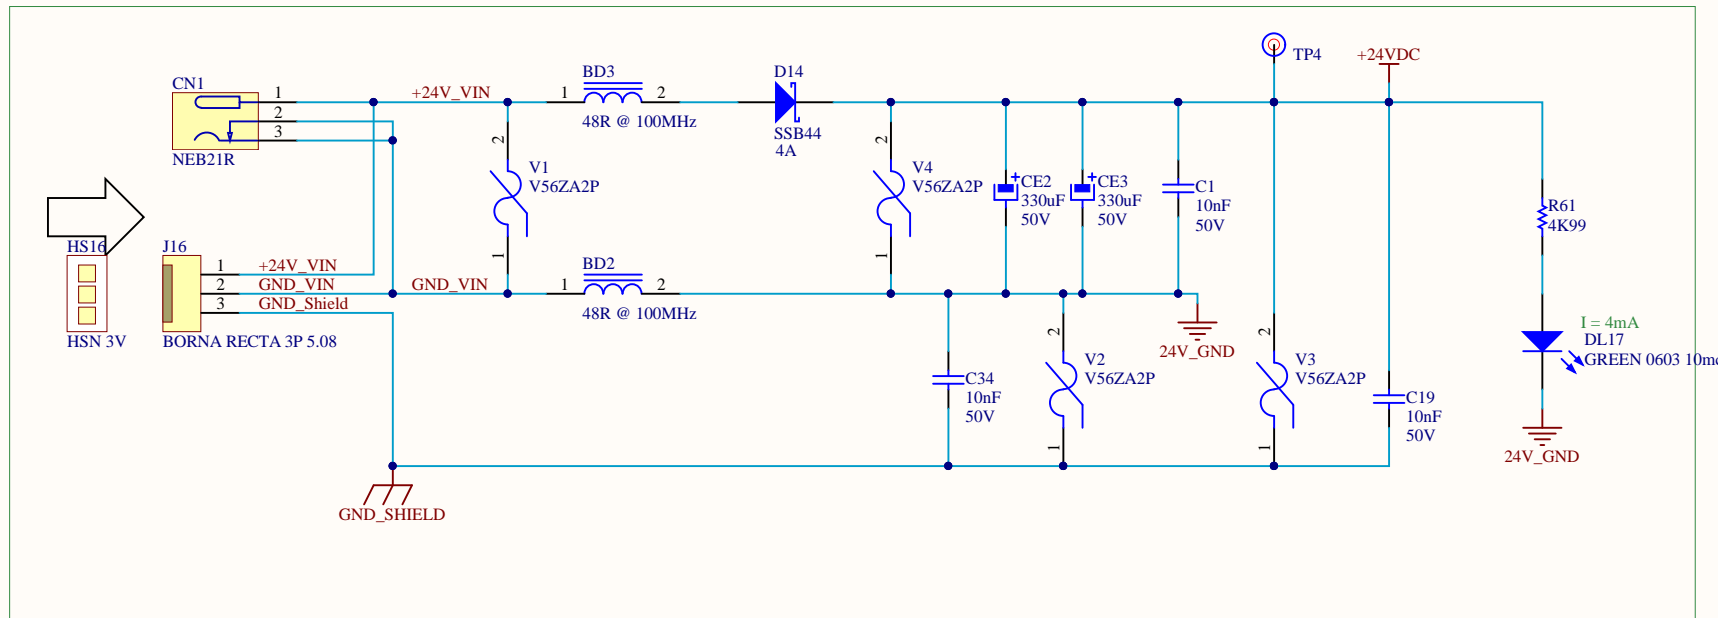 TP4
+24VDC
CN1
1
2
3
NEB21R
+24V_VIN
BD3
1
2
48R @ 100MHz
D14
SSB44
4A
2
V1
V56ZA2P
1
2
V4
V56ZA2P
1
CE2
330uF
50V
CE3
330uF
50V
C1
10nF
50V
R61
4K99
HS16
HSN 3V
J16
1
2
3
+24V_VIN
GND_VIN
GND_Shield
BORNA RECTA 3P 5.08
GND_VIN
BD2
1
2
48R @ 100MHz
24V_GND
C34
10nF
50V
2
V2
V56ZA2P
1
2
V3
V56ZA2P
1
C19
10nF
50V
I = 4mA
DL17
GREEN 0603 10mc
24V_GND
GND_SHIELD